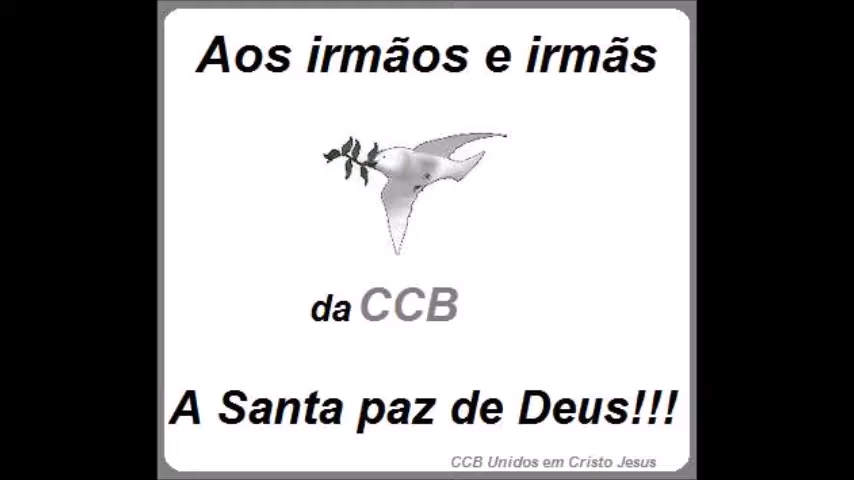 Aos irmãos e irmãs
da CCB
A Santa paz de Deus!!!
CCB Unidos em Cristo Jesus